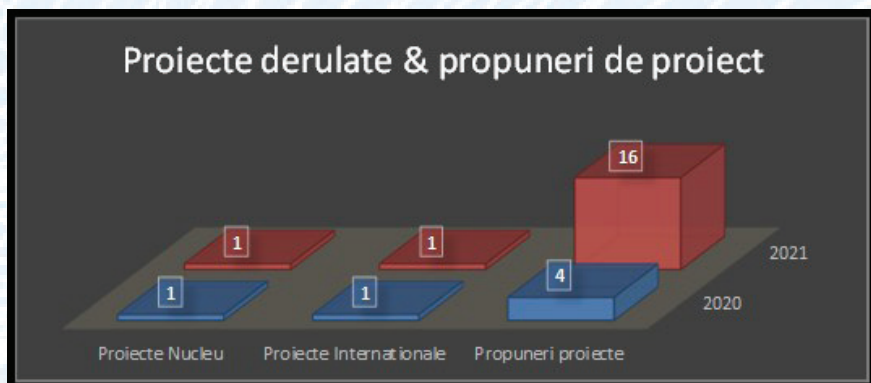 Proiecte derulate & propuneri de proiect
16
1
1
2021
1
1
4
2020
Proiecte Nucleu
Proiecte Internationale
Propuneri proiecte